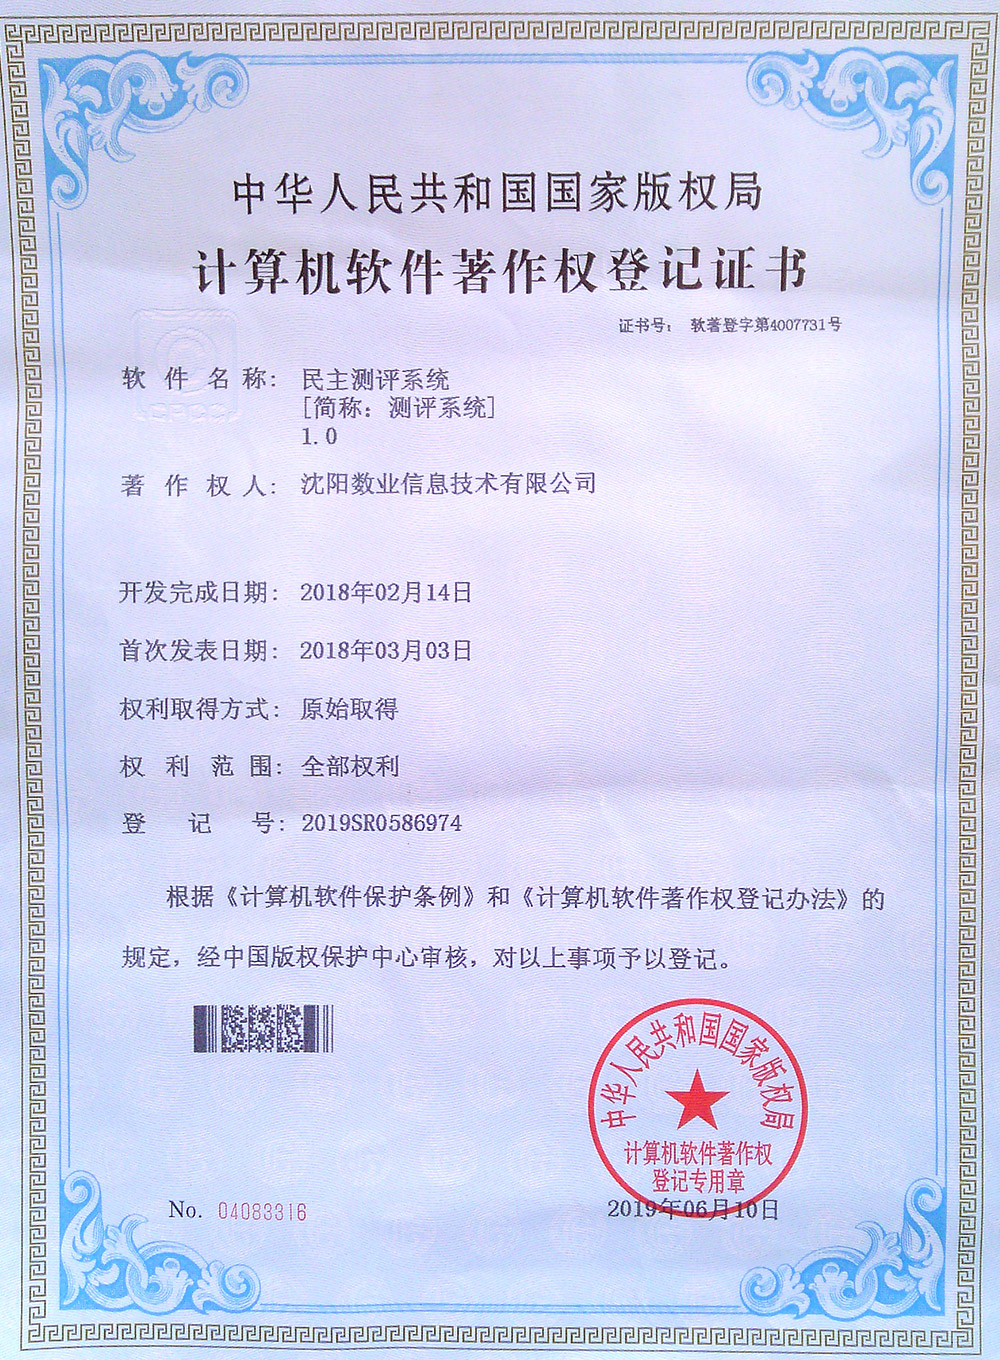 中华人民共和国国家版权局
计算机软件著作权登记证书
证书号： 软著登字第4007731号
软件名称： 民主测评系统
[简称：测评系统]
1.0
著作权人： 沈阳数业信息技术有限公司
开发完成日期： 2018年02月14日
首次发表日期： 2018年03月03日
权利取得方式： 原始取得
权利范围： 全部权利
登记号： 2019SR0586974
根据《计算机软件保护条例》和《计算机软件著作权登记办法》的
规定，经中国版权保护中心审核，对以上事项予以登记。
中华人民共和国国家版权局
计算机软件著作权
登记专用章
No. 04083316
2019年06月10日